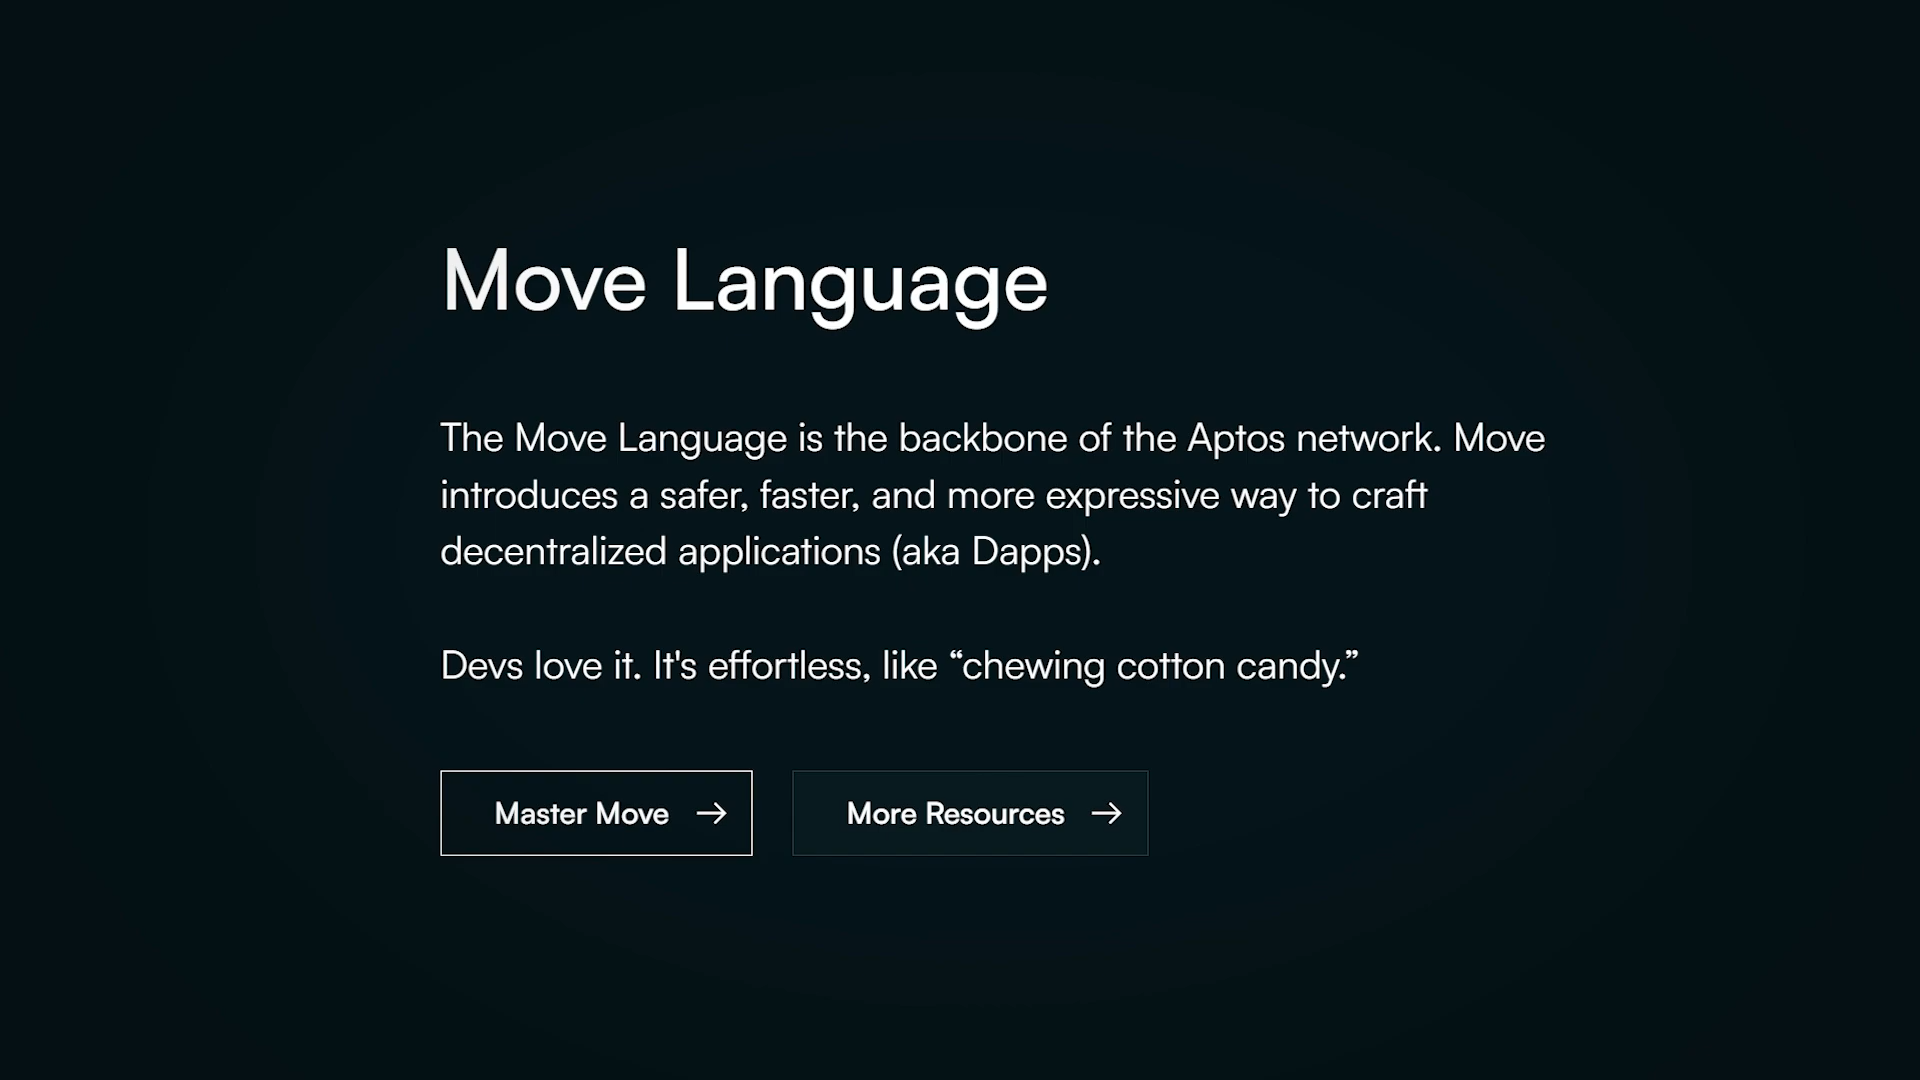 Move Language
The Move Language is the backbone of the Aptos network. Move
introduces a safer, faster, and more expressive way to craft
decentralized applications (aka Dapps).
Devs love it. It's effortless, like “chewing cotton candy.”
Master Move →
More Resources →